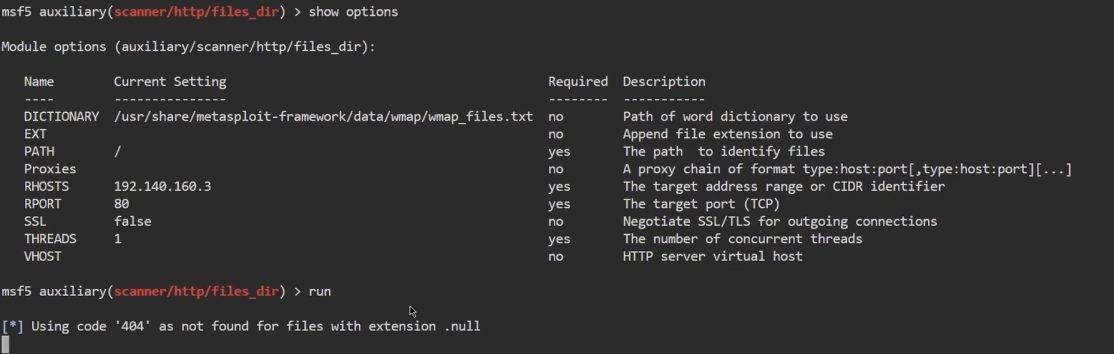 msf5 auxiliary(scanner/http/files_dir) > show options
Module options (auxiliary/scanner/http/files_dir):
Name Current Setting Required Description
---- --------------- -------- -----------
DICTIONARY /usr/share/metasploit-framework/data/wmap/wmap_files.txt no Path of word dictionary to use
EXT no Append file extension to use
PATH / yes The path  to identify files
Proxies no A proxy chain of format type:host:port[,type:host:port][...]
RHOSTS 192.140.160.3 yes The target address range or CIDR identifier
RPORT 80 yes The target port (TCP)
SSL false no Negotiate SSL/TLS for outgoing connections
THREADS 1 yes The number of concurrent threads
VHOST no HTTP server virtual host
msf5 auxiliary(scanner/http/files_dir) > run
[*] Using code '404' as not found for files with extension .null